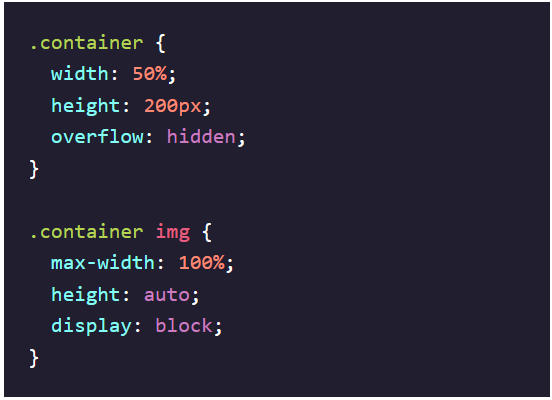 .container {
  width: 50%;
  height: 200px;
  overflow: hidden;
}

.container img {
  max-width: 100%;
  height: auto;
  display: block;
}